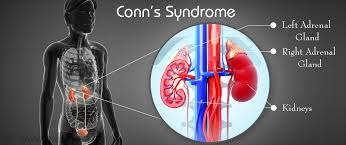 Conn's Syndrome
Left Adrenal
Gland
Right Adrenal
Gland
Kidneys